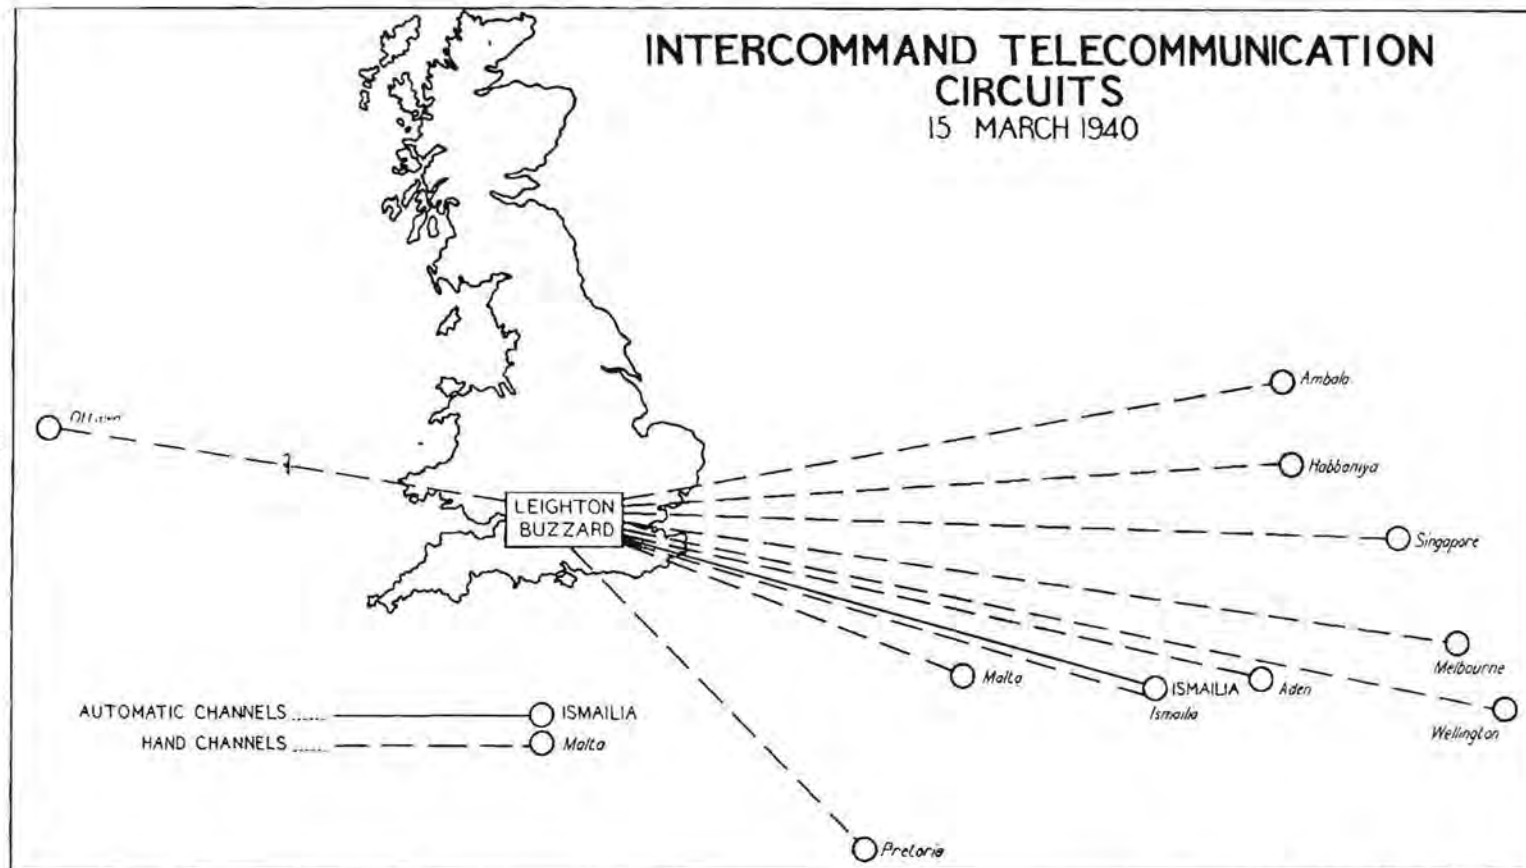 INTERCOMMAND TELECOMMUNICATION
CIRCUITS
15 MARCH 1940
Ambala
Habbaniya
LEIGHTON
BUZZARD
Singapore
Melbourne
Malta
ISMAILIA
Ismailia
Aden
Wellington
AUTOMATIC CHANNELS...... ISMAILIA
HAND CHANNELS...... Malta
Pretoria